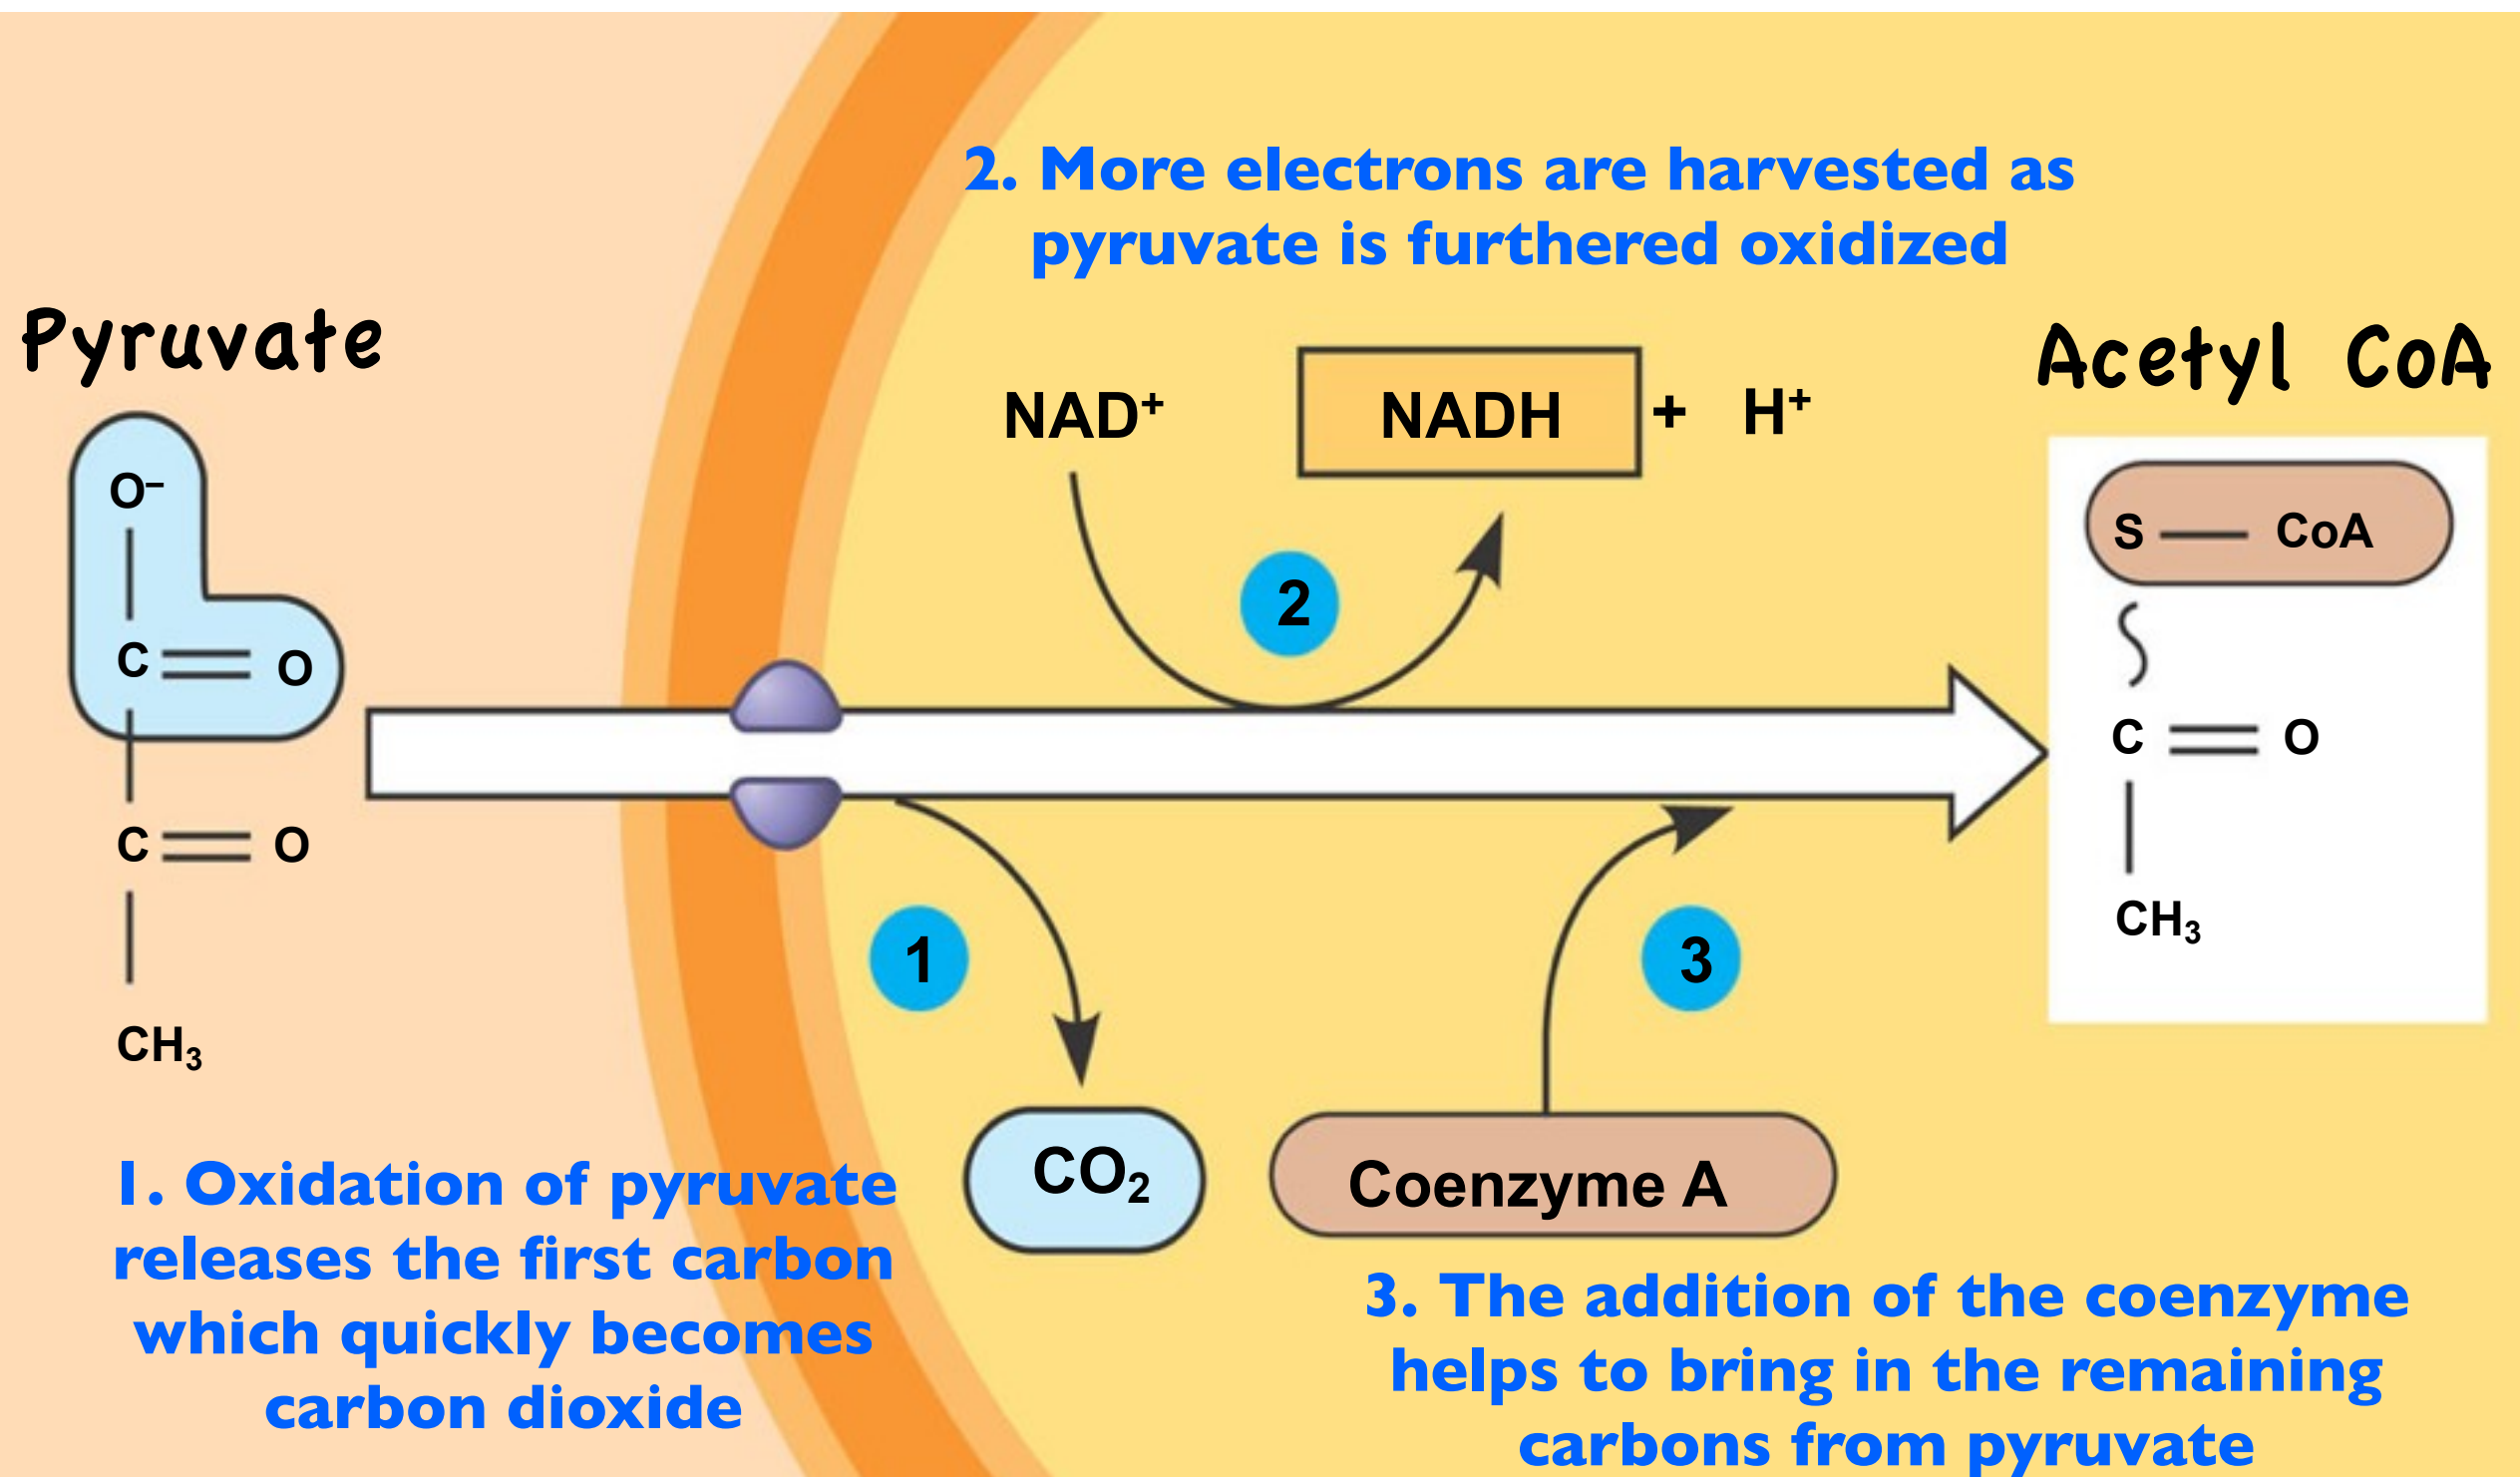 2. More electrons are harvested as
pyruvate is furthered oxidized
Pyruvate
Acetyl CoA
NAD⁺
NADH + H⁺
O⁻
C O
C O
CH₃
2
S CoA
C O
CH₃
1
3
CO₂
Coenzyme A
1. Oxidation of pyruvate
releases the first carbon
which quickly becomes
carbon dioxide
3. The addition of the coenzyme
helps to bring in the remaining
carbons from pyruvate